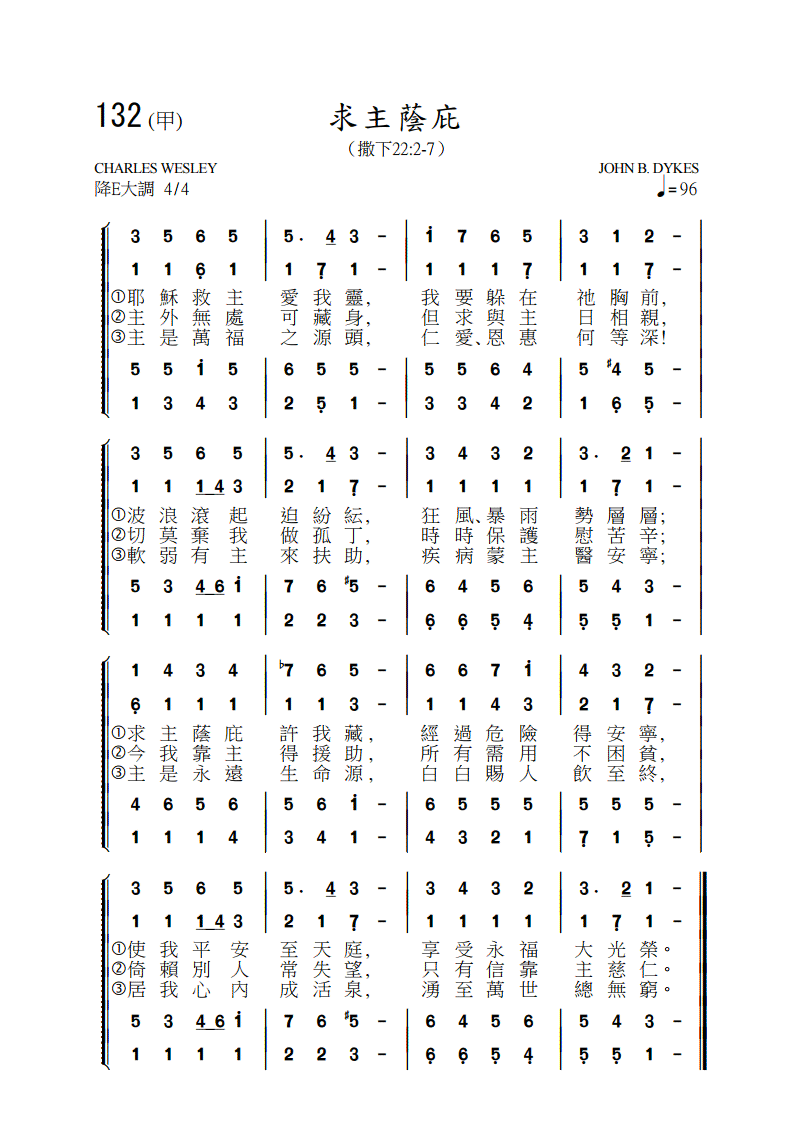 132 (甲)
求主蔭庇
(撒下22:2-7)
CHARLES WESLEY
JOHN B. DYKES
降E大調 4/4
♩=96
3 5 6 5 | 5· 4 3 - | i 7 6 5 | 3 1 2 -
1 1 6̣ 1 | 1 7̣ 1 - | 1 1 1 7̣ | 1 1 7̣ -
①耶穌救主 愛我靈, 我要躲在 祂胸前,
②主外無處 可藏身, 但求與主 日相親,
③主是萬福 之源頭, 仁愛、恩惠 何等深!
5 5 i 5 | 6 5 5 - | 5 5 6 4 | 5 ♯4 5 -
1 3 4 3 | 2 5̣ 1 - | 3 3 4 2 | 1 6̣ 5̣ -
3 5 6 5 | 5· 4 3 - | 3 4 3 2 | 3· 2 1 -
1 1 14 3 | 2 1 7̣ - | 1 1 1 1 | 1 7̣ 1 -
①波浪滾起 迫紛紜, 狂風、暴雨 勢層層;
②切莫棄我 做孤丁, 時時保護 慰苦辛;
③軟弱有主 來扶助, 疾病蒙主 醫安寧;
5 3 46 i | 7 6 ♯5 - | 6 4 5 6 | 5 4 3 -
1 1 1 1 | 2 2 3 - | 6̣ 6̣ 5̣ 4̣ | 5̣ 5̣ 1 -
1 4 3 4 | ♭7 6 5 - | 6 6 7 i | 4 3 2 -
6̣ 1 1 1 | 1 1 3 - | 1 1 4 3 | 2 1 7̣ -
①求主蔭庇 許我藏, 經過危險 得安寧,
②今我靠主 得援助, 所有需用 不困貧,
③主是永遠 生命源, 白白賜人 飲至終,
4 6 5 6 | 5 6 i - | 6 5 5 5 | 5 5 5 -
1 1 1 4 | 3 4 1 - | 4 3 2 1 | 7̣ 1 5̣ -
3 5 6 5 | 5· 4 3 - | 3 4 3 2 | 3· 2 1 -
1 1 14 3 | 2 1 7̣ - | 1 1 1 1 | 1 7̣ 1 -
①使我平安 至天庭, 享受永福 大光榮。
②倚賴別人 常失望, 只有信靠 主慈仁。
③居我心內 成活泉, 湧至萬世 總無窮。
5 3 46 i | 7 6 ♯5 - | 6 4 5 6 | 5 4 3 -
1 1 1 1 | 2 2 3 - | 6̣ 6̣ 5̣ 4̣ | 5̣ 5̣ 1 -